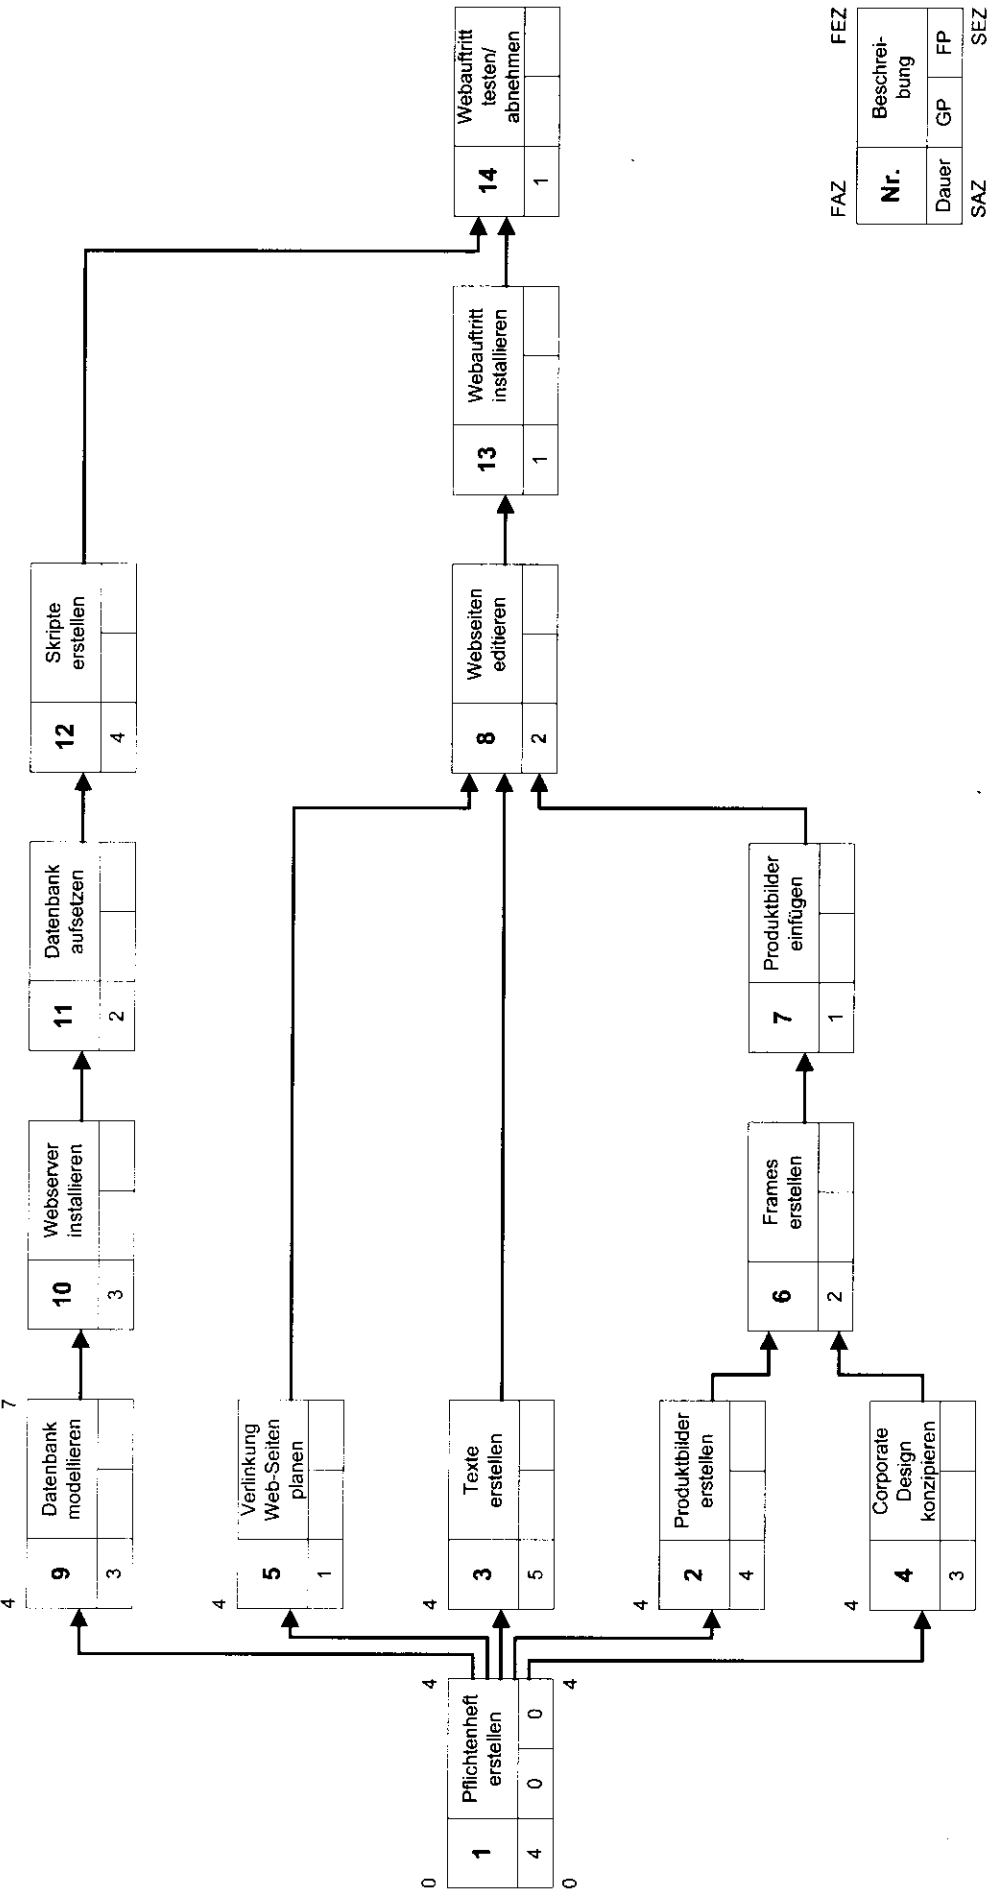 0
4
1
Pflichtenheft
erstellen
4
0
0
0
4
4
7
9
Datenbank
modellieren
3
10
Webserver
installieren
3
11
Datenbank
aufsetzen
2
12
Skripte
erstellen
4
4
5
Verlinkung
Web-Seiten
planen
1
4
3
Texte
erstellen
5
8
Webseiten
editieren
2
13
Webauftritt
installieren
1
14
Webauftritt
testen/
abnehmen
1
4
2
Produktbilder
erstellen
4
4
4
Corporate
Design
konzipieren
3
6
Frames
erstellen
2
7
Produktbilder
einfügen
1
FAZ
FEZ
Nr.
Beschrei-
bung
Dauer
GP
FP
SAZ
SEZ